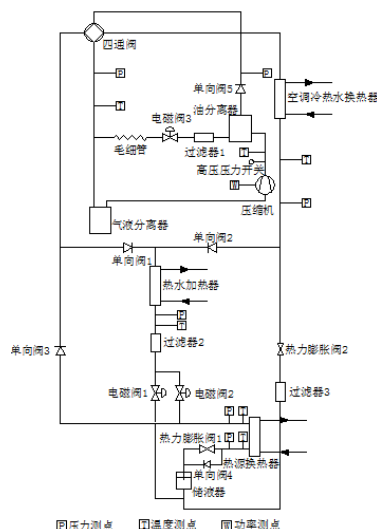 四通阀
P
P
单向阀5
T
电磁阀3
油分离器
空调冷热水换热器
毛细管
过滤器1
T
高压压力开关
T
W
压缩机
P
气液分离器
单向阀2
单向阀1
热水加热器
P
T
单向阀3
过滤器2
热力膨胀阀2
电磁阀1
电磁阀2
过滤器3
P
T
热力膨胀阀1
P
T
热源换热器
单向阀4
储液器
P压力测点
T温度测点
W功率测点